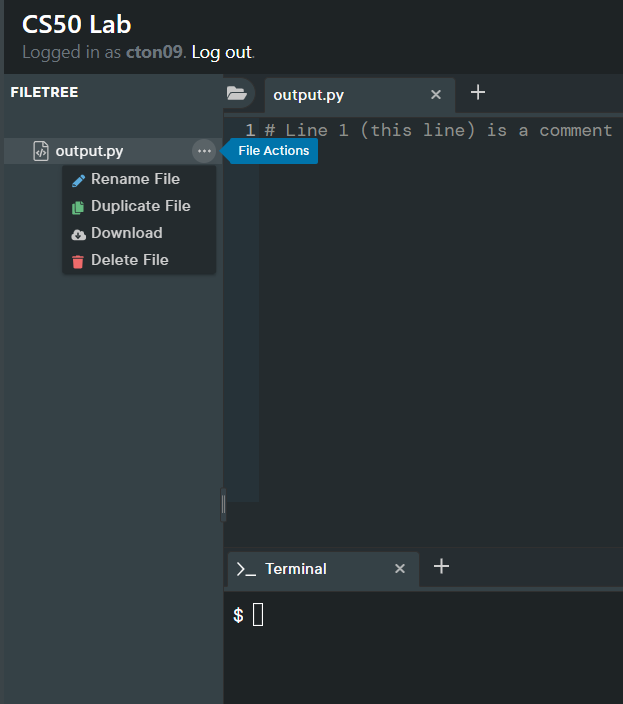 CS50 Lab
Logged in as cton09. Log out.
FILETREE
output.py
1 # Line 1 (this line) is a comment
output.py
File Actions
Rename File
Duplicate File
Download
Delete File
Terminal
$